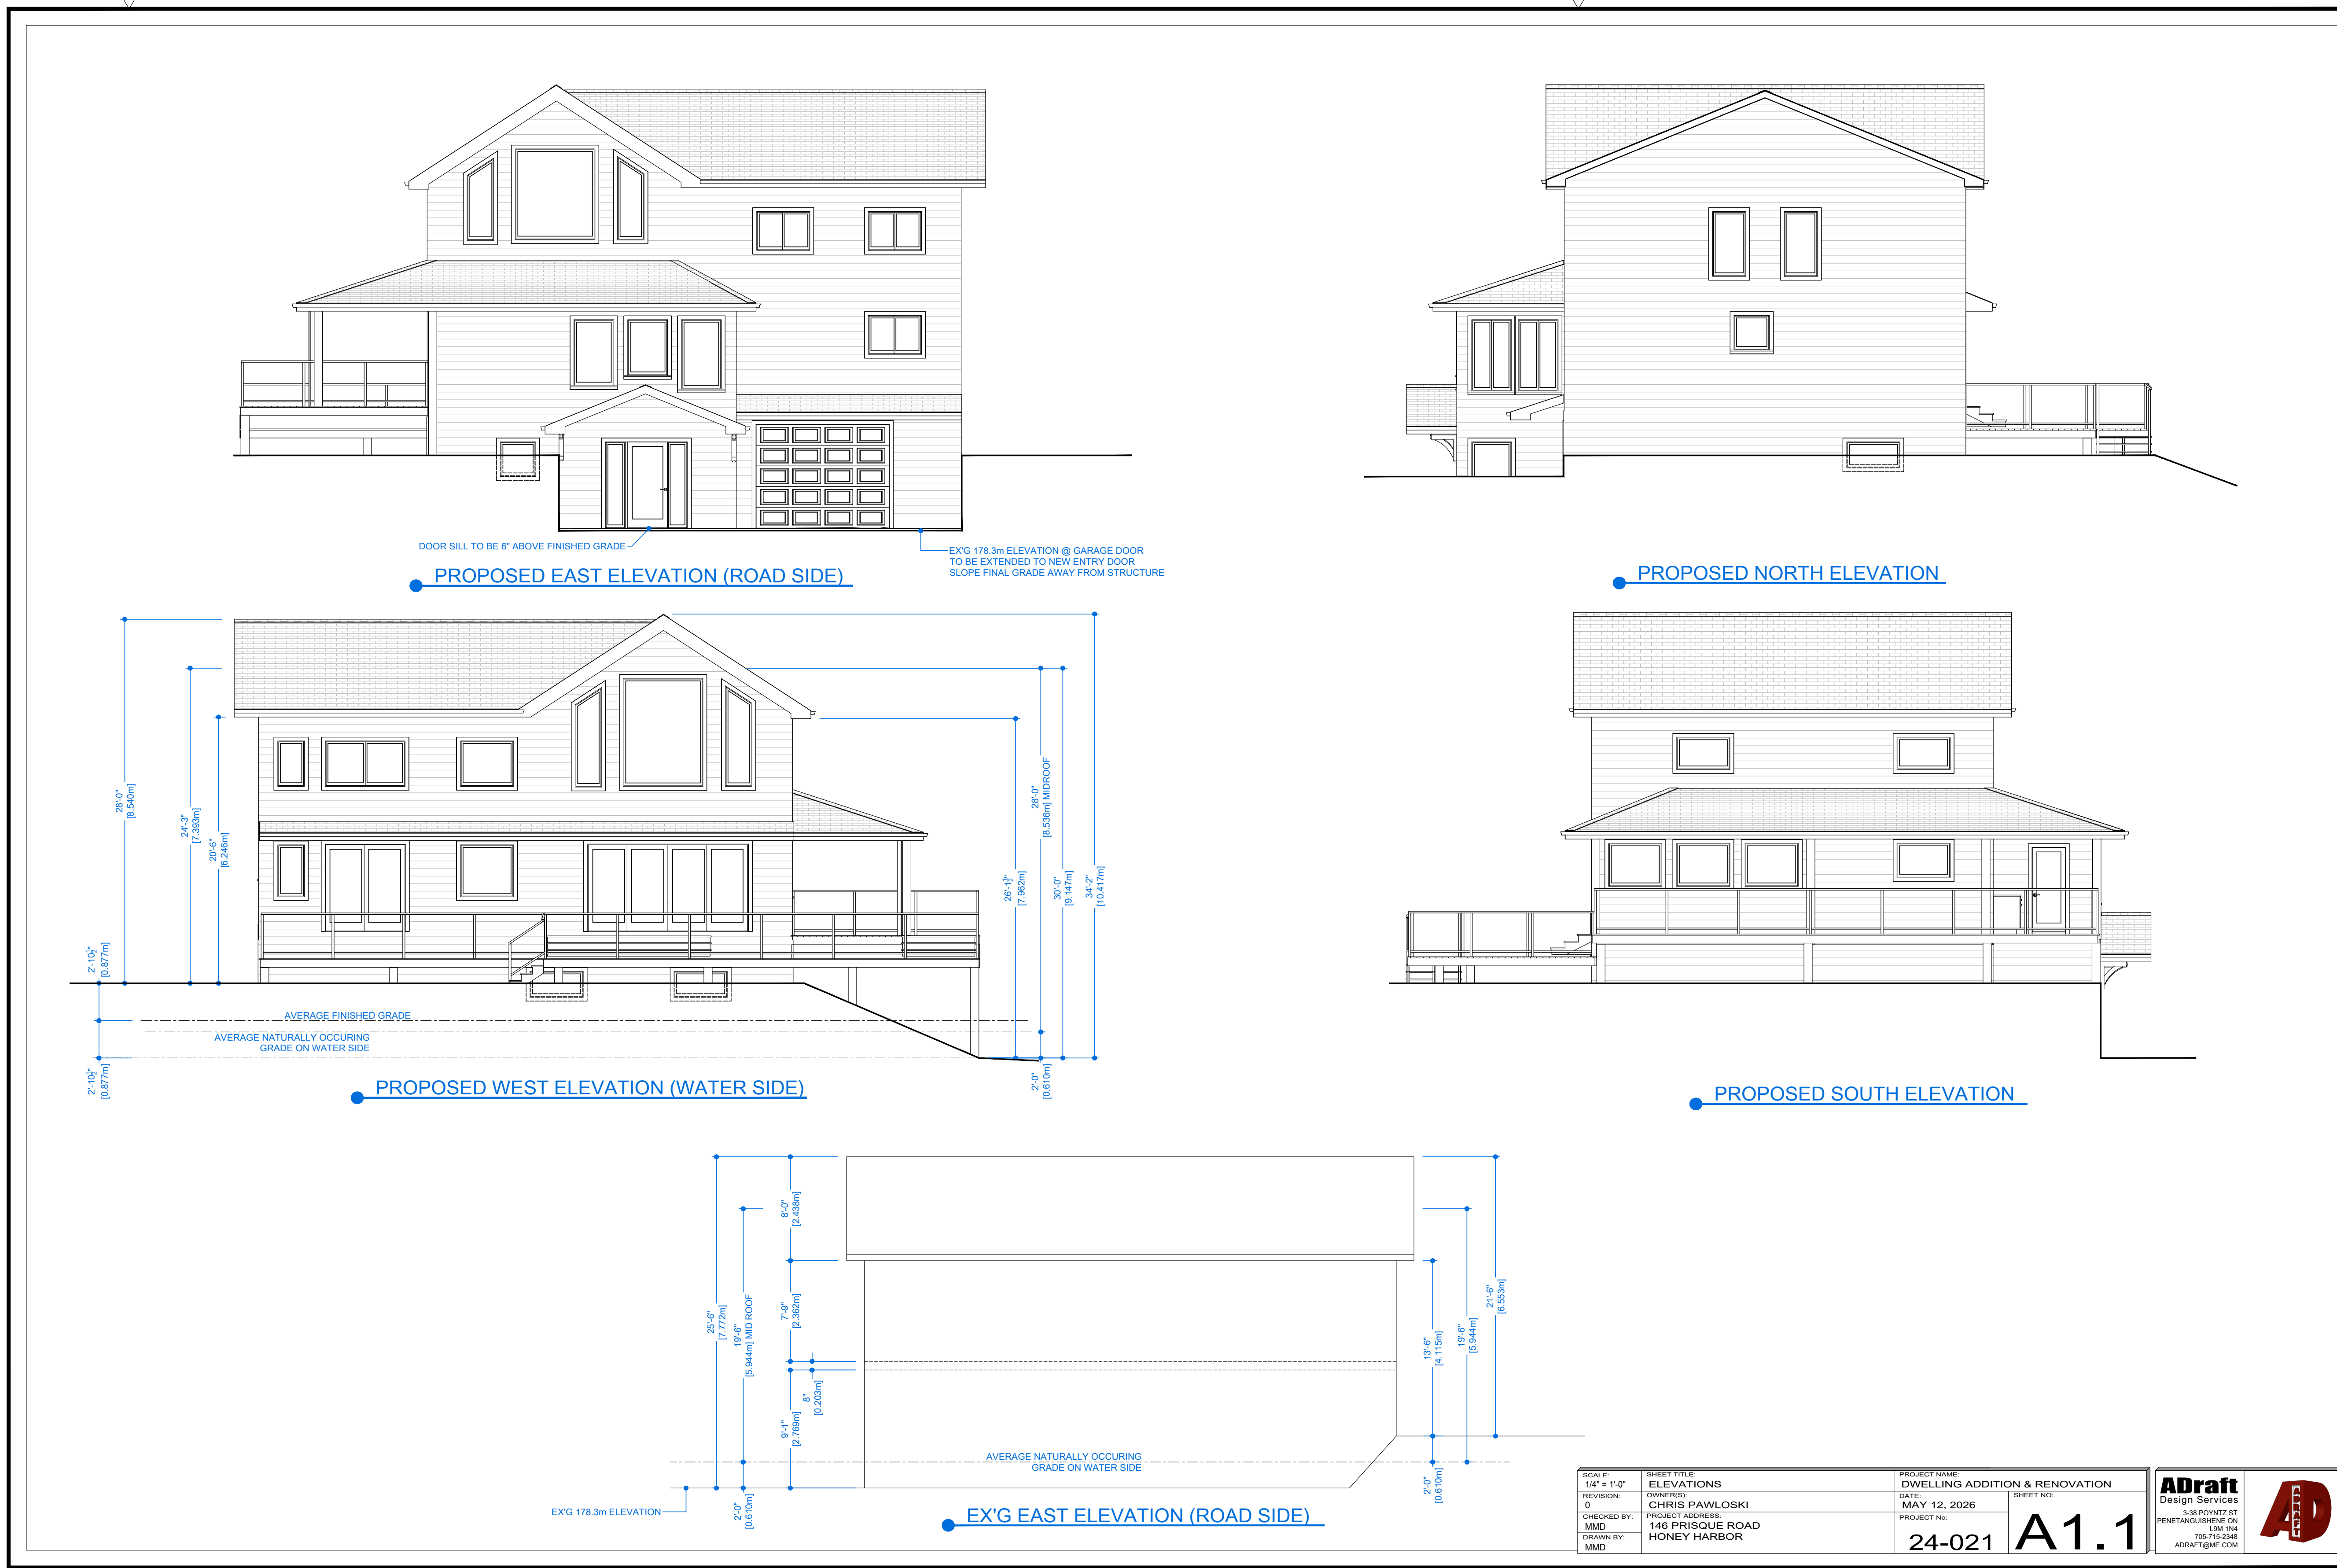 DOOR SILL TO BE 6" ABOVE FINISHED GRADE
EX'G 178.3m ELEVATION @ GARAGE DOOR
TO BE EXTENDED TO NEW ENTRY DOOR
SLOPE FINAL GRADE AWAY FROM STRUCTURE
PROPOSED EAST ELEVATION (ROAD SIDE)
PROPOSED NORTH ELEVATION
28'-0"
[8.540m]
24'-3"
[7.393m]
20'-6"
[6.246m]
2'-10½"
[0.877m]
2'-10½"
[0.877m]
AVERAGE FINISHED GRADE
AVERAGE NATURALLY OCCURING
GRADE ON WATER SIDE
26'-1½"
[7.962m]
28'-0"
[8.536m] MIDROOF
30'-0"
[9.147m]
34'-2"
[10.417m]
2'-0"
[0.610m]
PROPOSED WEST ELEVATION (WATER SIDE)
PROPOSED SOUTH ELEVATION
25'-6"
[7.772m]
19'-6"
[5.944m] MID ROOF
8'-0"
[2.438m]
7'-9"
[2.362m]
8"
[0.203m]
9'-1"
[2.769m]
2'-0"
[0.610m]
13'-6"
[4.115m]
19'-6"
[5.944m]
21'-6"
[6.553m]
2'-0"
[0.610m]
AVERAGE NATURALLY OCCURING
GRADE ON WATER SIDE
EX'G 178.3m ELEVATION
EX'G EAST ELEVATION (ROAD SIDE)
SCALE:
1/4" = 1'-0"
REVISION:
0
CHECKED BY:
MMD
DRAWN BY:
MMD
SHEET TITLE:
ELEVATIONS
OWNER(S):
CHRIS PAWLOSKI
PROJECT ADDRESS:
146 PRISQUE ROAD
HONEY HARBOR
PROJECT NAME:
DWELLING ADDITION & RENOVATION
DATE:
MAY 12, 2026
PROJECT No:
24-021
SHEET NO:
A1.1
ADraft
Design Services
3-38 POYNTZ ST
PENETANGUISHENE ON
L9M 1N4
705-715-2348
ADRAFT@ME.COM